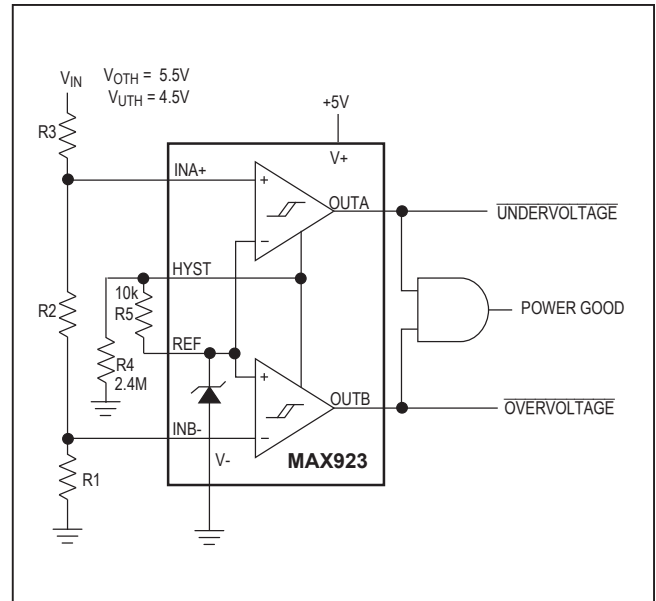 VIN VOTH = 5.5V
VUTH = 4.5V
+5V
R3
V+
INA+
OUTA
UNDERVOLTAGE
HYST
10k
R5
POWER GOOD
R2
REF
R4
2.4M
OUTB
OVERVOLTAGE
INB-
V-
MAX923
R1